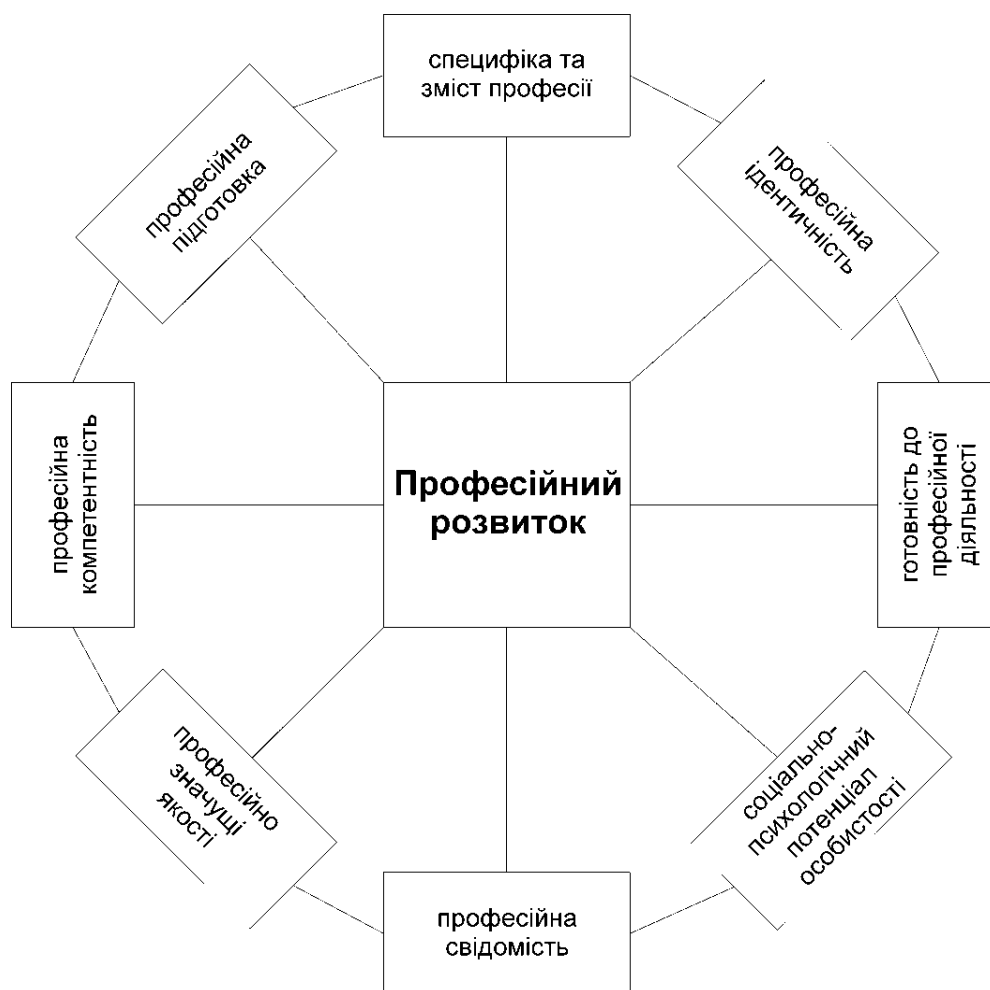 специфіка та
зміст професії
професійна
ідентичність
готовність до
професійної
діяльності
соціально-
психологічний
потенціал
особистості
професійна
свідомість
професійно
значущі
якості
професійна
компетентність
професійна
підготовка
Професійний
розвиток